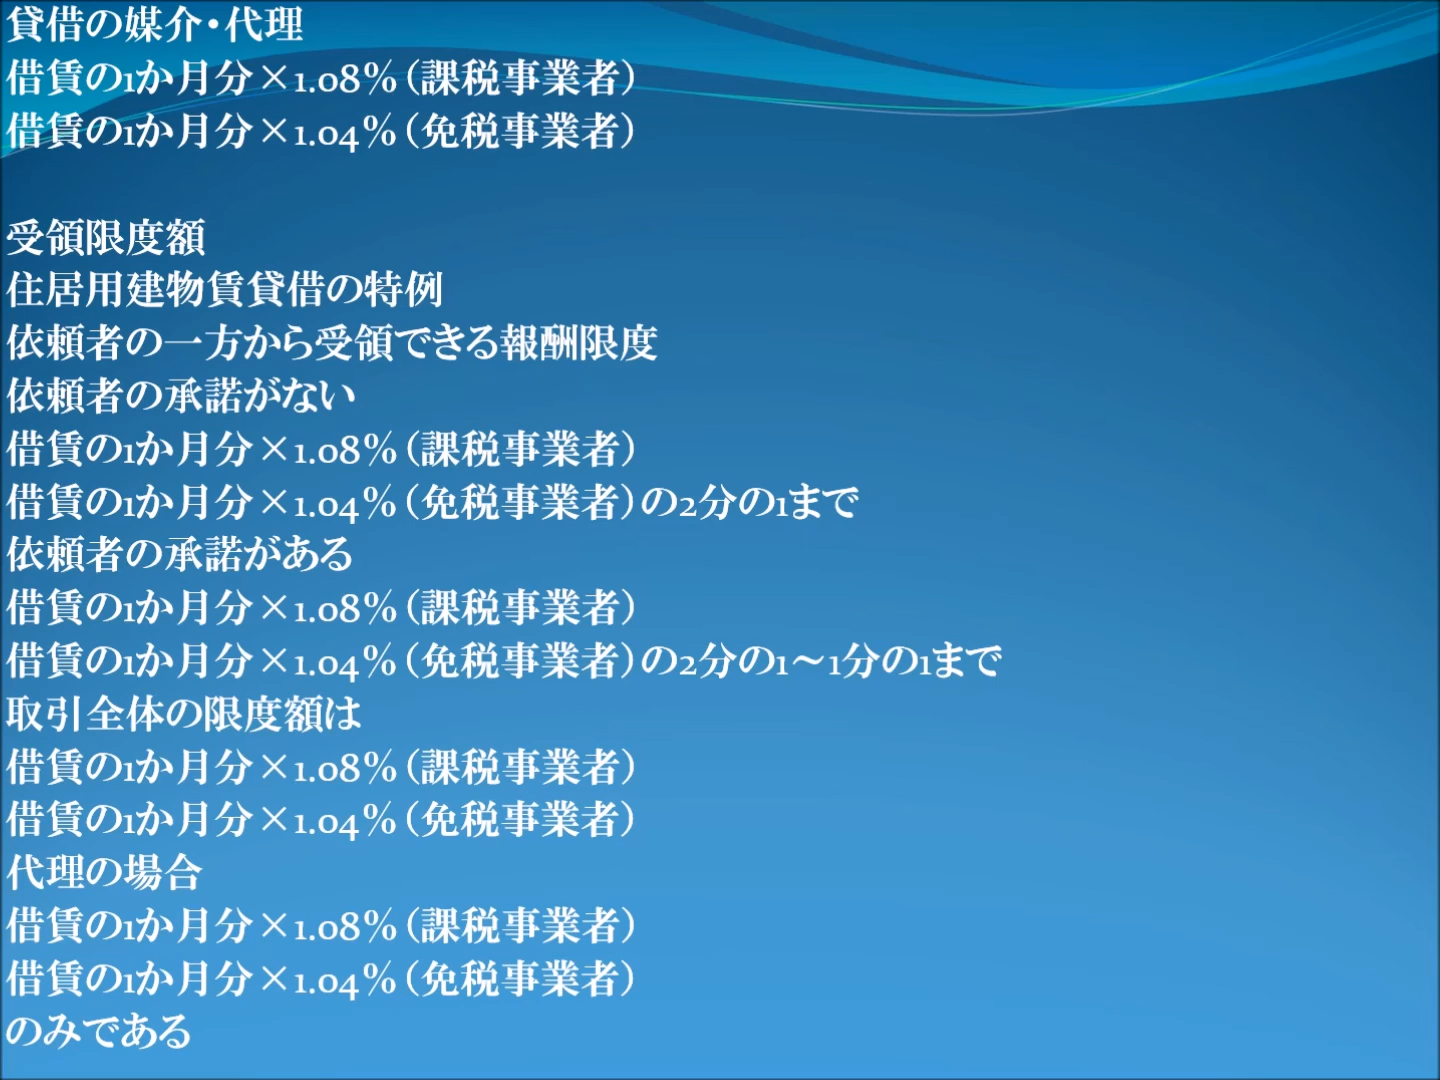 貸借の媒介・代理
借賃の1か月分×1.08％（課税事業者）
借賃の1か月分×1.04％（免税事業者）
受領限度額
住居用建物賃貸借の特例
依頼者の一方から受領できる報酬限度
依頼者の承諾がない
借賃の1か月分×1.08％（課税事業者）
借賃の1か月分×1.04％（免税事業者）の2分の1まで
依頼者の承諾がある
借賃の1か月分×1.08％（課税事業者）
借賃の1か月分×1.04％（免税事業者）の2分の1～1分の1まで
取引全体の限度額は
借賃の1か月分×1.08％（課税事業者）
借賃の1か月分×1.04％（免税事業者）
代理の場合
借賃の1か月分×1.08％（課税事業者）
借賃の1か月分×1.04％（免税事業者）
のみである